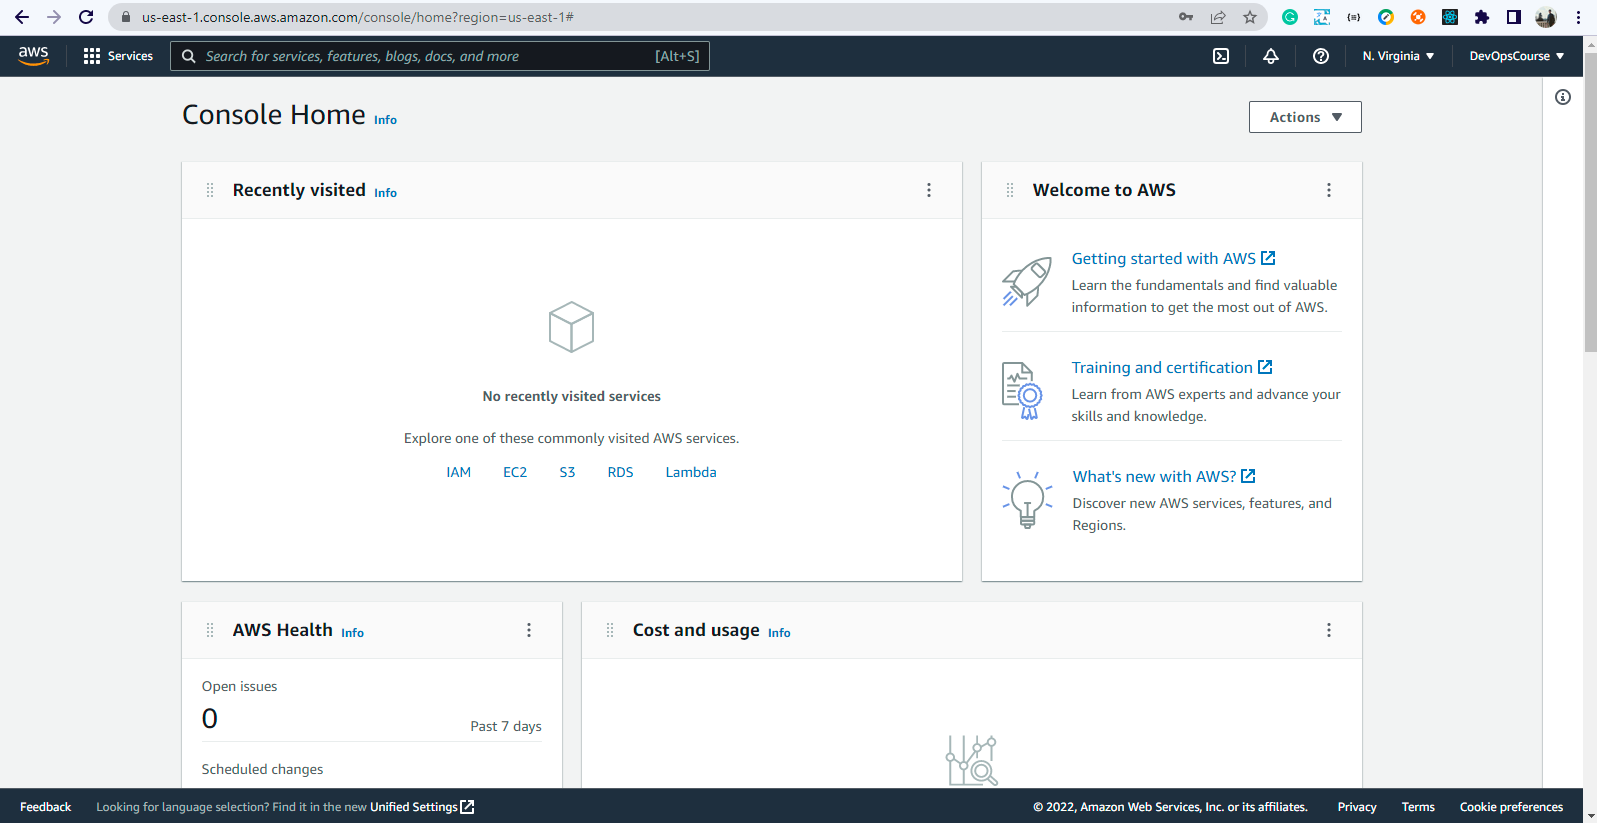 us-east-1.console.aws.amazon.com/console/home?region=us-east-1#
aws
Services
Search for services, features, blogs, docs, and more
[Alt+S]
N. Virginia
DevOpsCourse
Console Home Info
Actions
Recently visited Info
No recently visited services
Explore one of these commonly visited AWS services.
IAM EC2 S3 RDS Lambda
Welcome to AWS
Getting started with AWS
Learn the fundamentals and find valuable
information to get the most out of AWS.
Training and certification
Learn from AWS experts and advance your
skills and knowledge.
What's new with AWS?
Discover new AWS services, features, and
Regions.
AWS Health Info
Open issues
0
Past 7 days
Scheduled changes
Cost and usage Info
Feedback
Looking for language selection? Find it in the new Unified Settings
© 2022, Amazon Web Services, Inc. or its affiliates.
Privacy
Terms
Cookie preferences